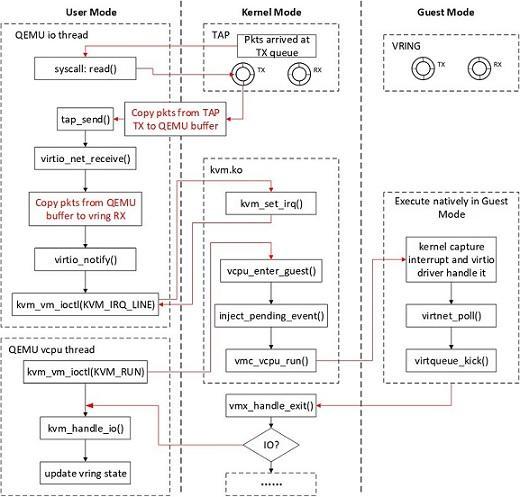 User Mode
Kernel Mode
Guest Mode
QEMU io thread
syscall: read()
TAP
Pkts arrived at
TX queue
TX
RX
VRING
TX
RX
tap_send()
Copy pkts from TAP
TX to QEMU buffer
virtio_net_receive()
Copy pkts from QEMU
buffer to vring RX
virtio_notify()
kvm_vm_ioctl(KVM_IRQ_LINE)
kvm.ko
kvm_set_irq()
vcpu_enter_guest()
inject_pending_event()
vmc_vcpu_run()
Execute natively in Guest
Mode
kernel capture
interrupt and virtio
driver handle it
virtnet_poll()
virtqueue_kick()
QEMU vcpu thread
kvm_vm_ioctl(KVM_RUN)
kvm_handle_io()
update vring state
vmx_handle_exit()
IO?
......